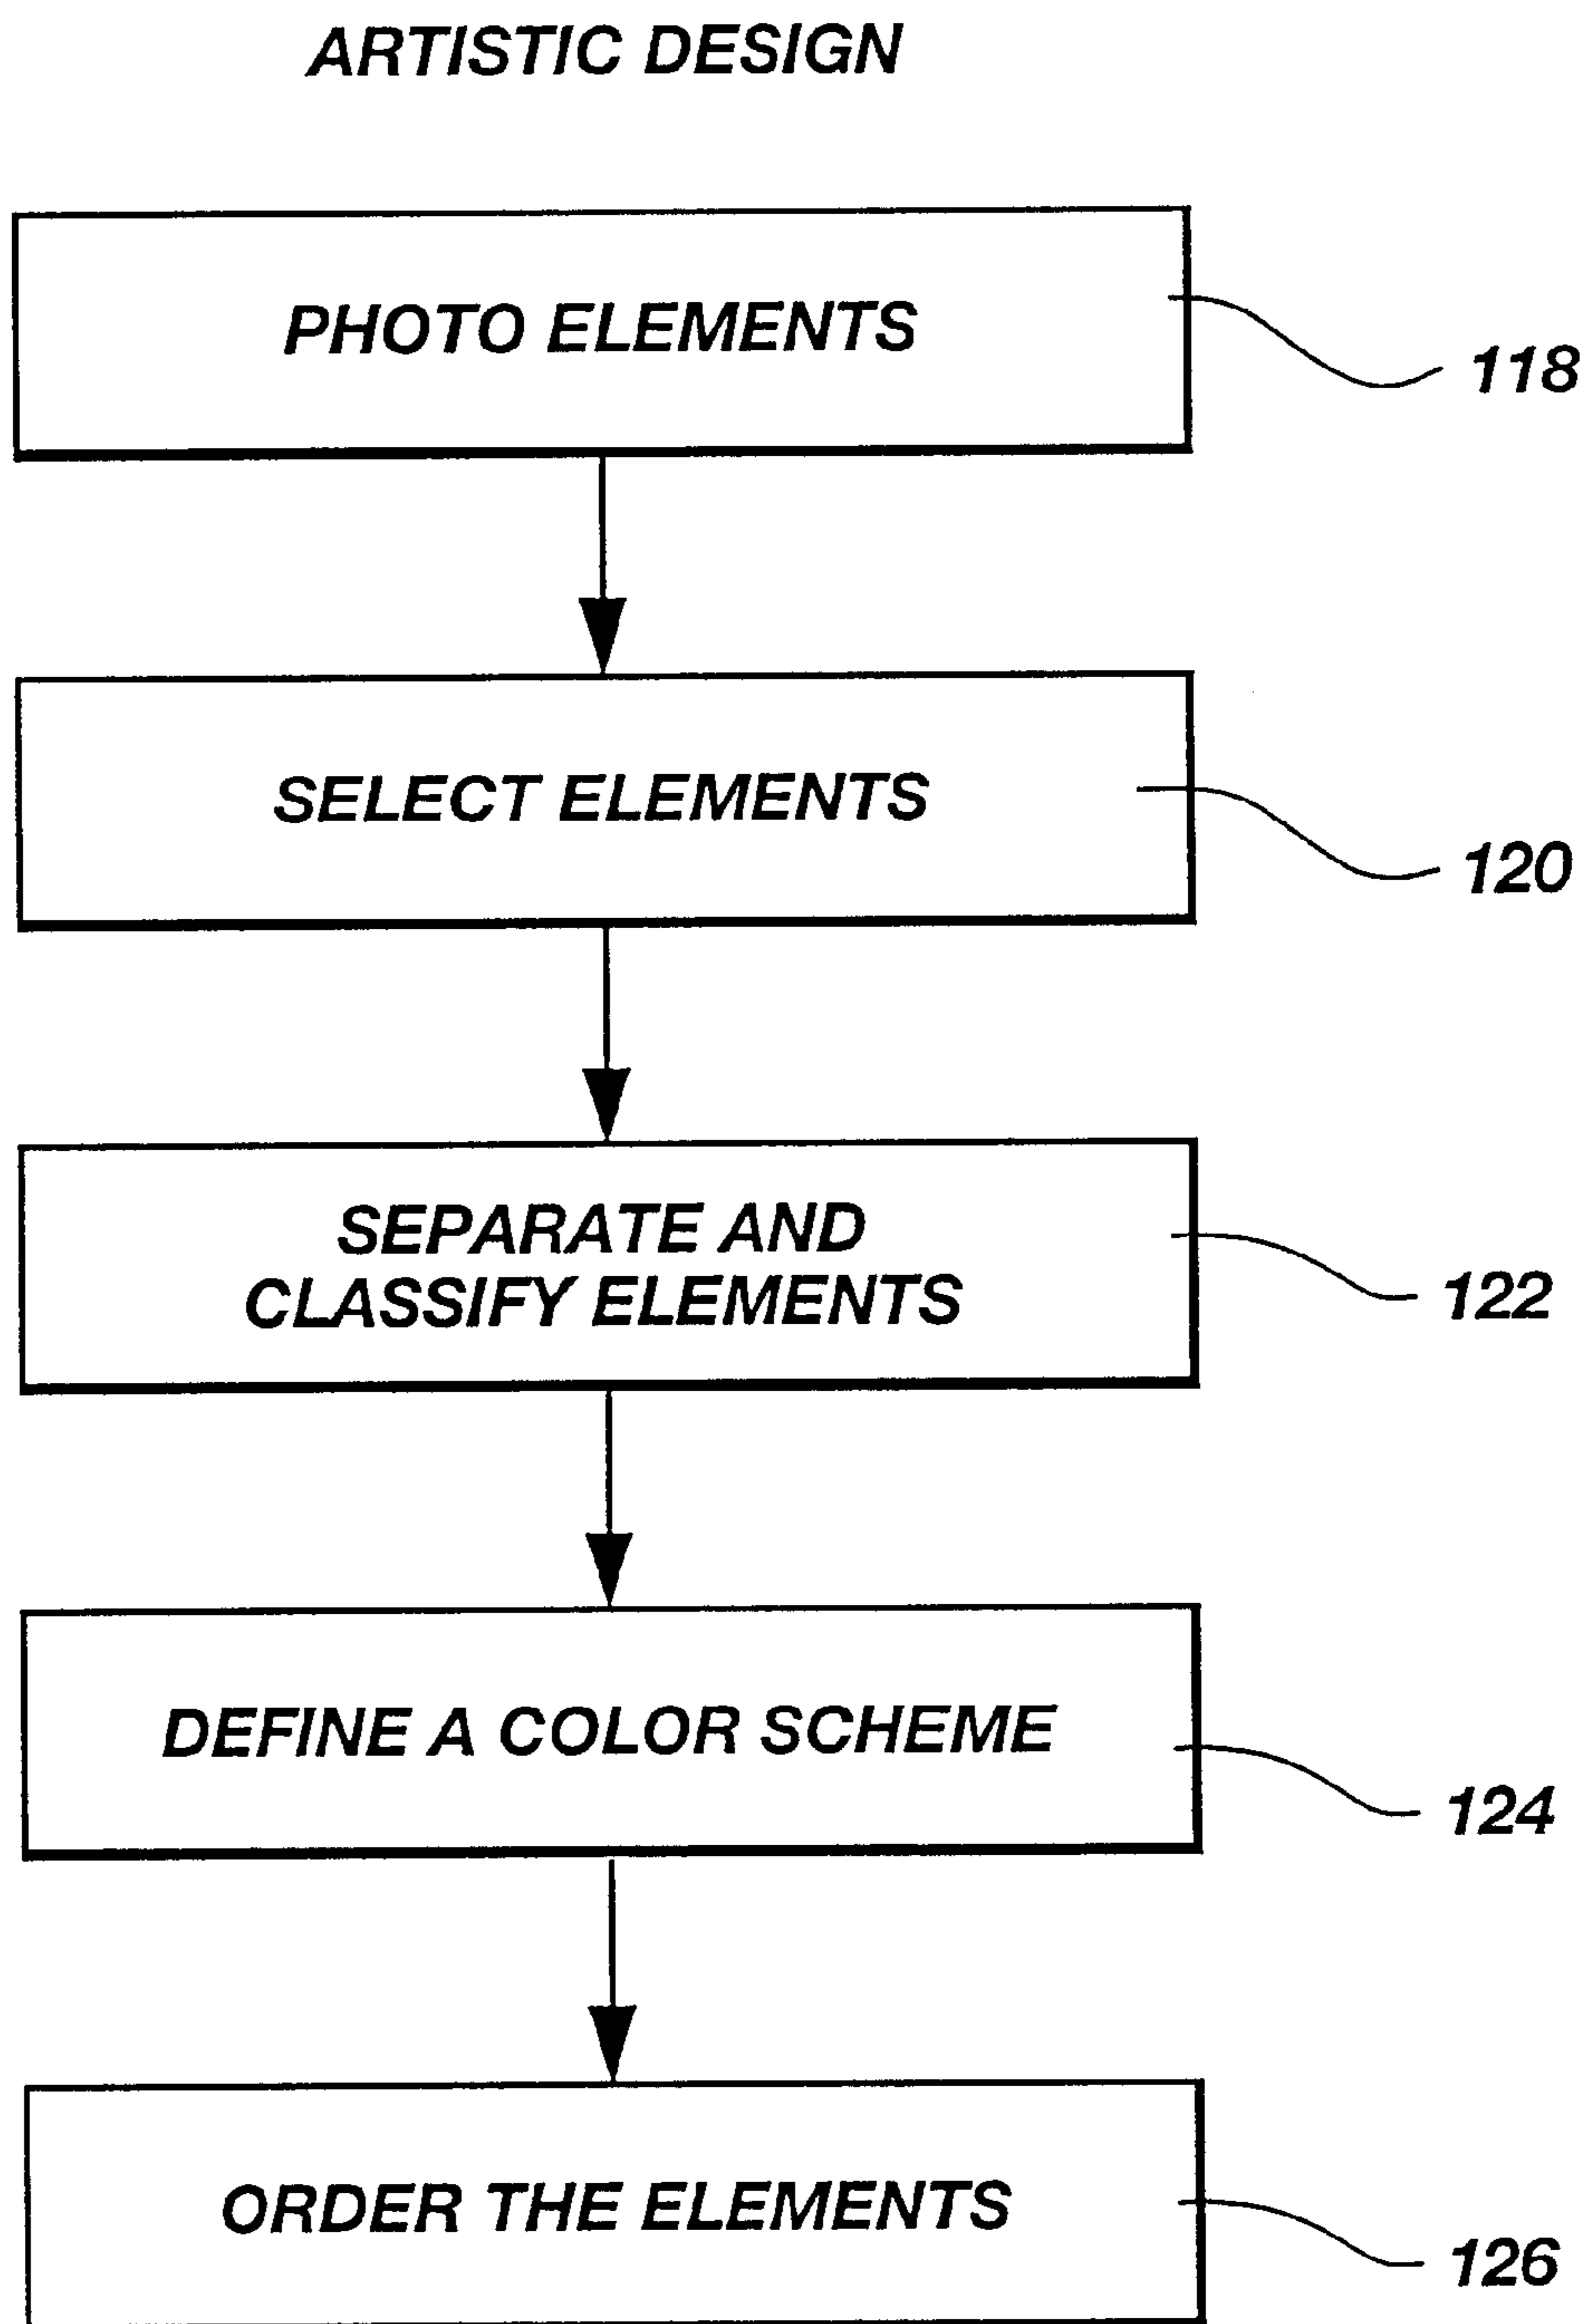 ARTISTIC DESIGN
PHOTO ELEMENTS
118
SELECT ELEMENTS
120
SEPARATE AND
CLASSIFY ELEMENTS
122
DEFINE A COLOR SCHEME
124
ORDER THE ELEMENTS
126